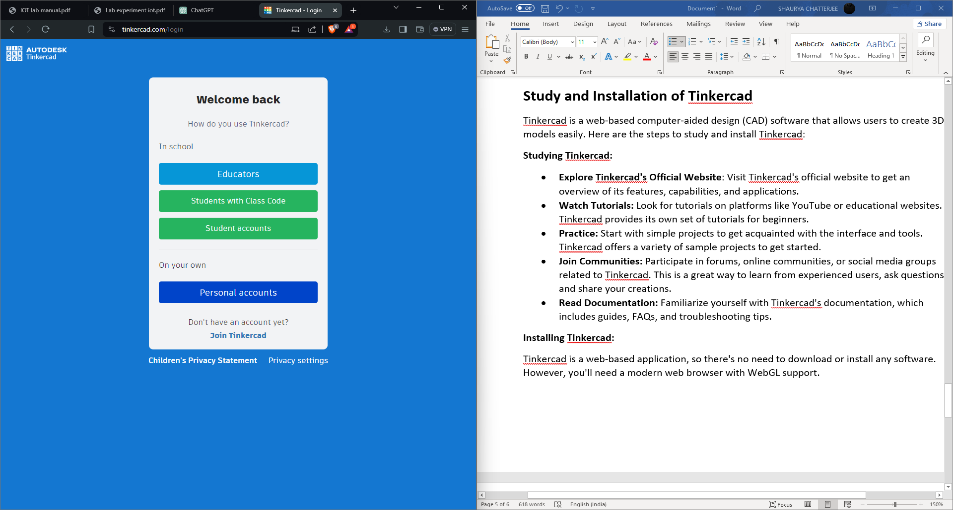 IOT lab manual.pdf
Lab experiment iot.pdf
ChatGPT
Tinkercad - Login
tinkercad.com/login
VPN
AUTODESK
Tinkercad
Welcome back
How do you use Tinkercad?
In school
Educators
Students with Class Code
Student accounts
On your own
Personal accounts
Don't have an account yet?
Join Tinkercad
Children's Privacy Statement Privacy settings
AutoSave Off
Document1 - Word
SHAURYA CHATTERJEE
File Home Insert Design Layout References Mailings Review View Help Share
Paste
Calibri (Body) 11
Clipboard Font Paragraph Styles
AaBbCcDc AaBbCcDc AaBbCc
¶ Normal ¶ No Spac... Heading 1
Editing
Study and Installation of Tinkercad
Tinkercad is a web-based computer-aided design (CAD) software that allows users to create 3D
models easily. Here are the steps to study and install Tinkercad:
Studying Tinkercad:
• Explore Tinkercad's Official Website: Visit Tinkercad's official website to get an
overview of its features, capabilities, and applications.
• Watch Tutorials: Look for tutorials on platforms like YouTube or educational websites.
Tinkercad provides its own set of tutorials for beginners.
• Practice: Start with simple projects to get acquainted with the interface and tools.
Tinkercad offers a variety of sample projects to get started.
• Join Communities: Participate in forums, online communities, or social media groups
related to Tinkercad. This is a great way to learn from experienced users, ask questions
and share your creations.
• Read Documentation: Familiarize yourself with Tinkercad's documentation, which
includes guides, FAQs, and troubleshooting tips.
Installing Tinkercad:
Tinkercad is a web-based application, so there's no need to download or install any software.
However, you'll need a modern web browser with WebGL support.
Page 5 of 6 618 words English (India) Focus 150%